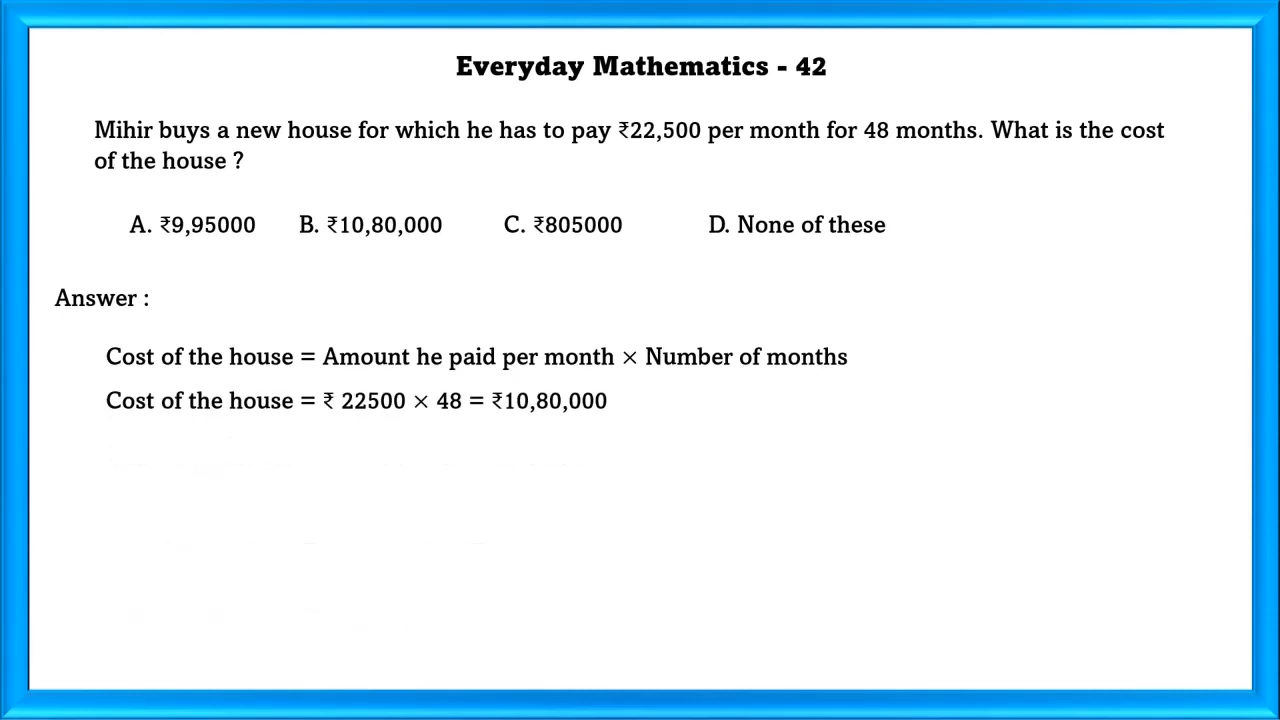 Everyday Mathematics - 42
Mihir buys a new house for which he has to pay ₹22,500 per month for 48 months. What is the cost
of the house ?
A. ₹9,95000 B. ₹10,80,000 C. ₹805000 D. None of these
Answer :
Cost of the house = Amount he paid per month × Number of months
Cost of the house = ₹ 22500 × 48 = ₹10,80,000